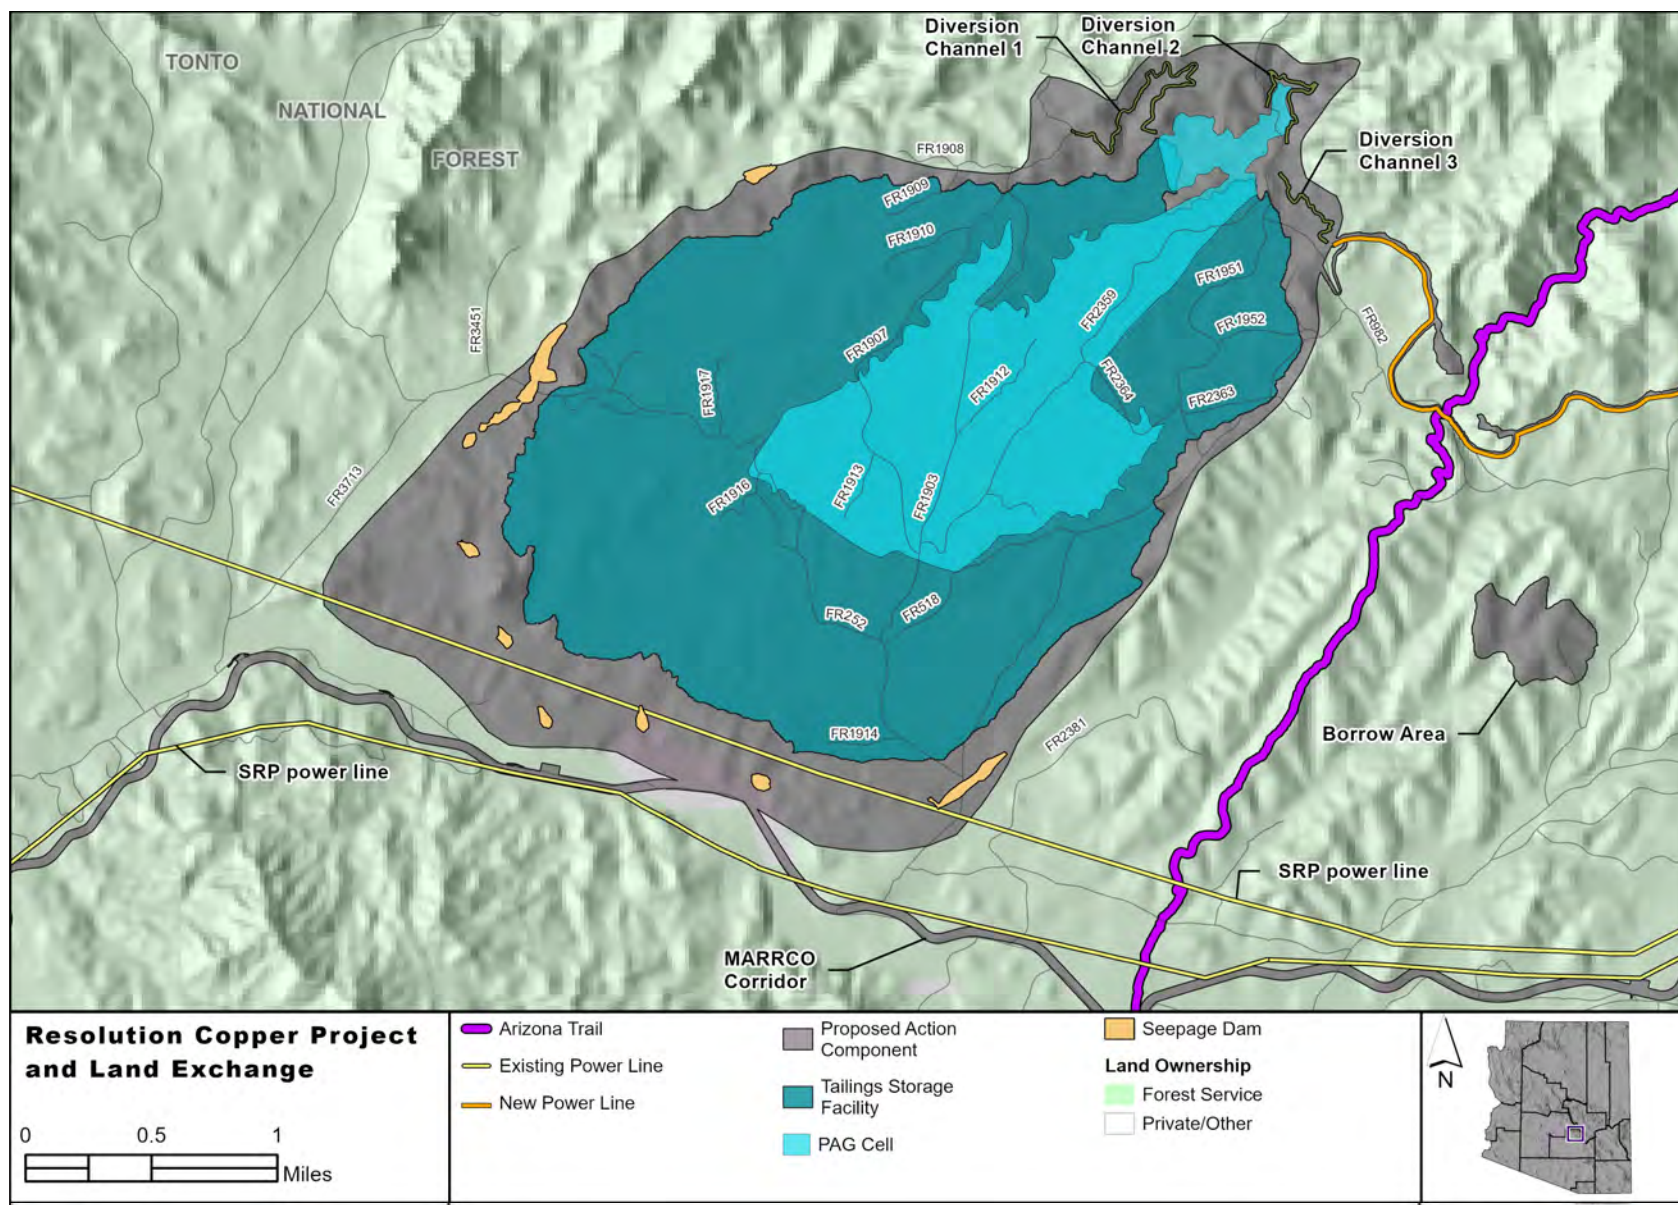 Diversion
Channel 1
Diversion
Channel 2
TONTO
NATIONAL
FOREST
FR1908
Diversion
Channel 3
FR1909
FR1910
FR1951
FR2359
FR1952
FR982
FR3451
FR1907
FR1912
FR2364
FR2363
FR1917
FR3713
FR1916
FR1913
FR1903
FR252
FR518
FR1914
FR2381
Borrow Area
SRP power line
SRP power line
MARRCO
Corridor
Resolution Copper Project
and Land Exchange
0 0.5 1
Miles
Arizona Trail
Existing Power Line
New Power Line
Proposed Action
Component
Tailings Storage
Facility
PAG Cell
Seepage Dam
Land Ownership
Forest Service
Private/Other
N